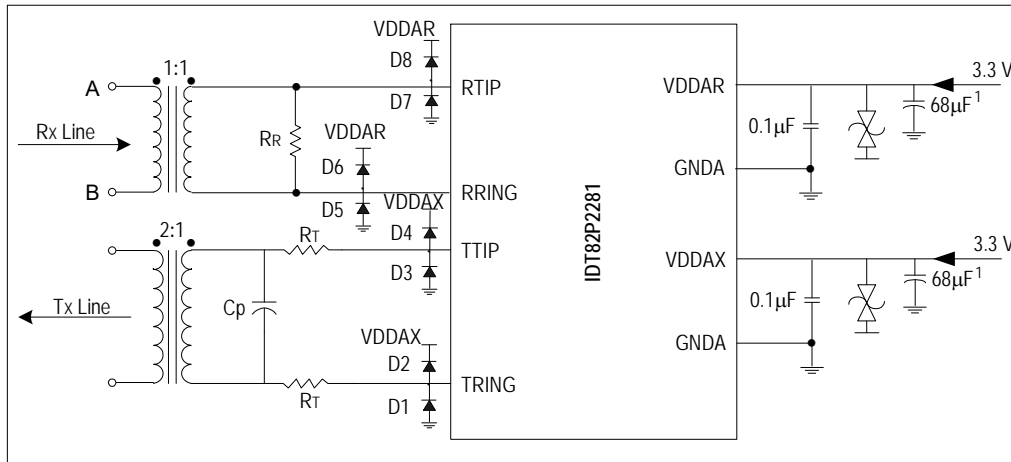 VDDAR
D8
1:1
A
RTIP
VDDAR
3.3 V
D7
68µF1
VDDAR
0.1µF
Rx Line
RR
D6
GNDA
B
RRING
D5
VDDAX
2:1
D4
RT
TTIP
VDDAX
3.3 V
D3
68µF1
0.1µF
Tx Line
Cp
VDDAX
GNDA
D2
TRING
RT
D1
IDT82P2281